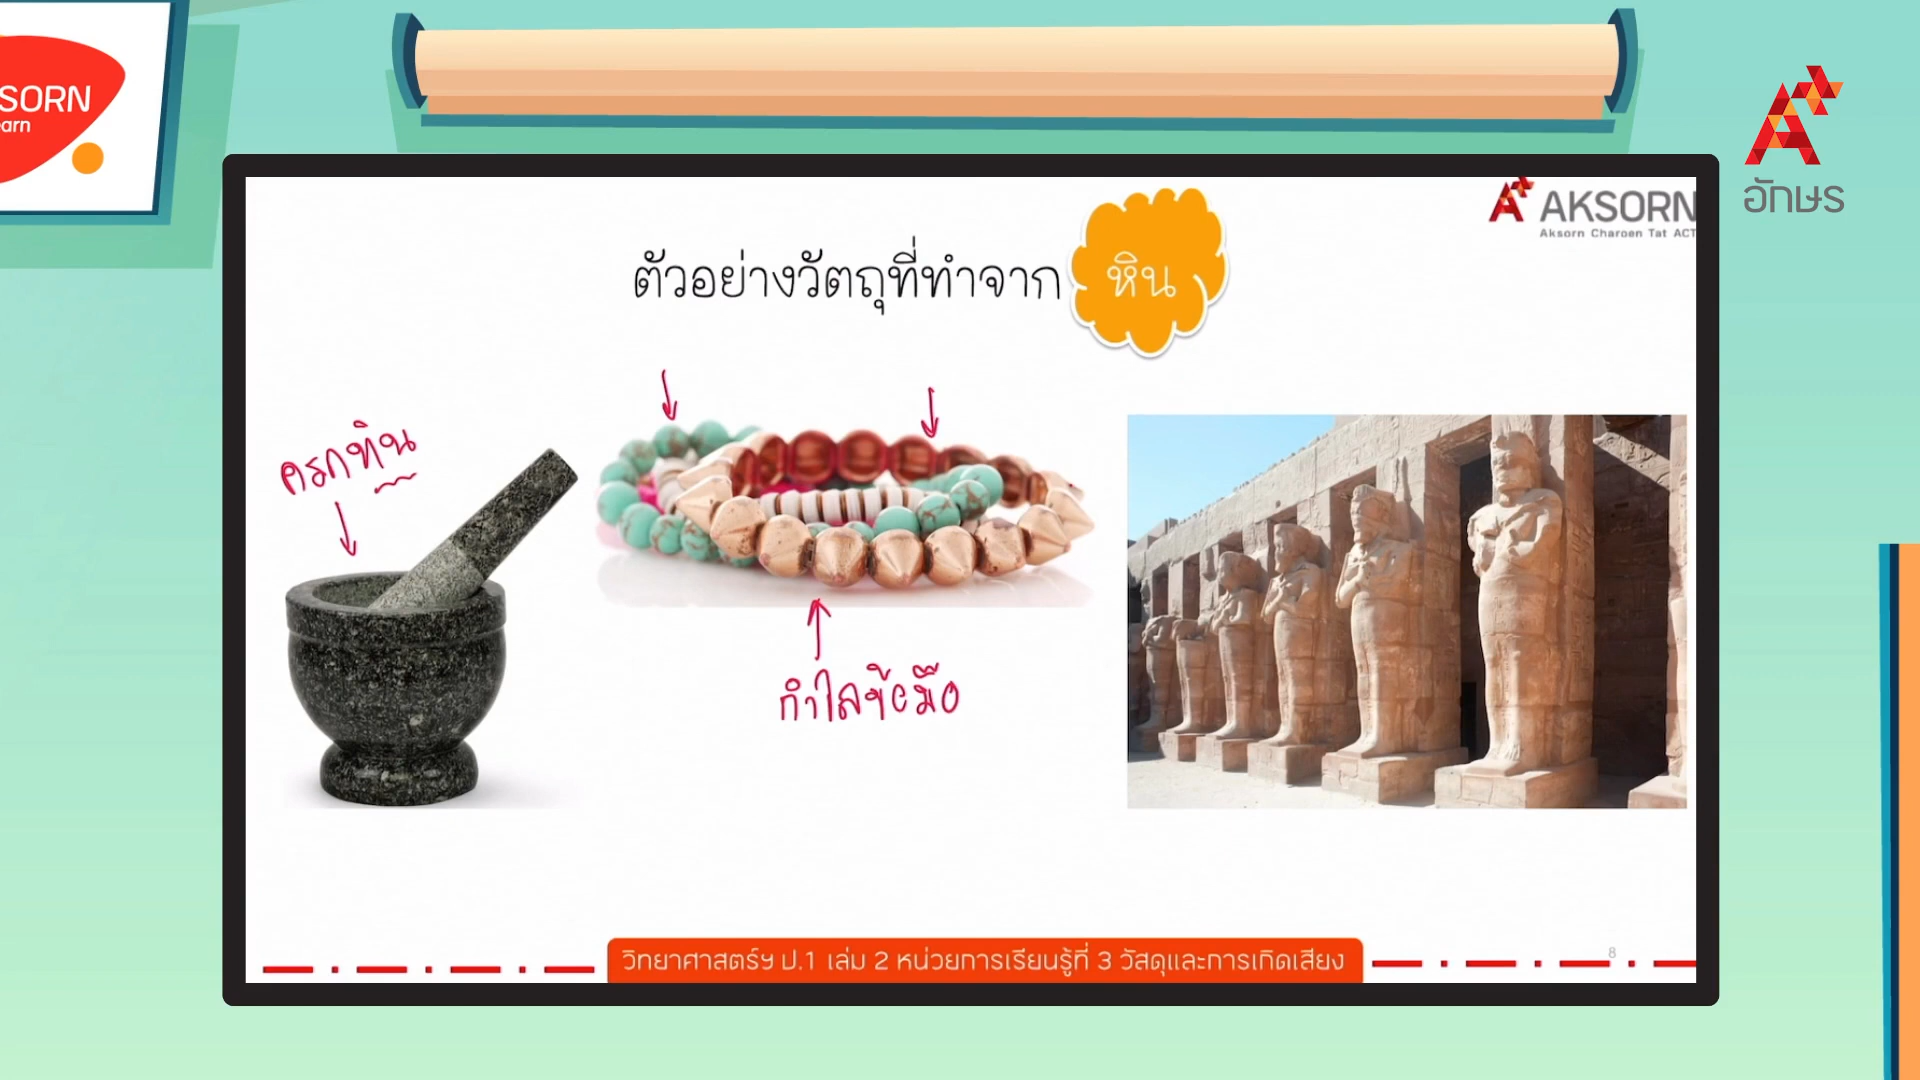 SORN
arn
อักษร
AKSORN
Aksorn Charoen Tat ACT
ตัวอย่างวัตถุที่ทำจาก หิน
ครกหิน
กำไลข้อมือ
วิทยาศาสตร์ฯ ป.1 เล่ม 2 หน่วยการเรียนรู้ที่ 3 วัสดุและการเกิดเสียง
8